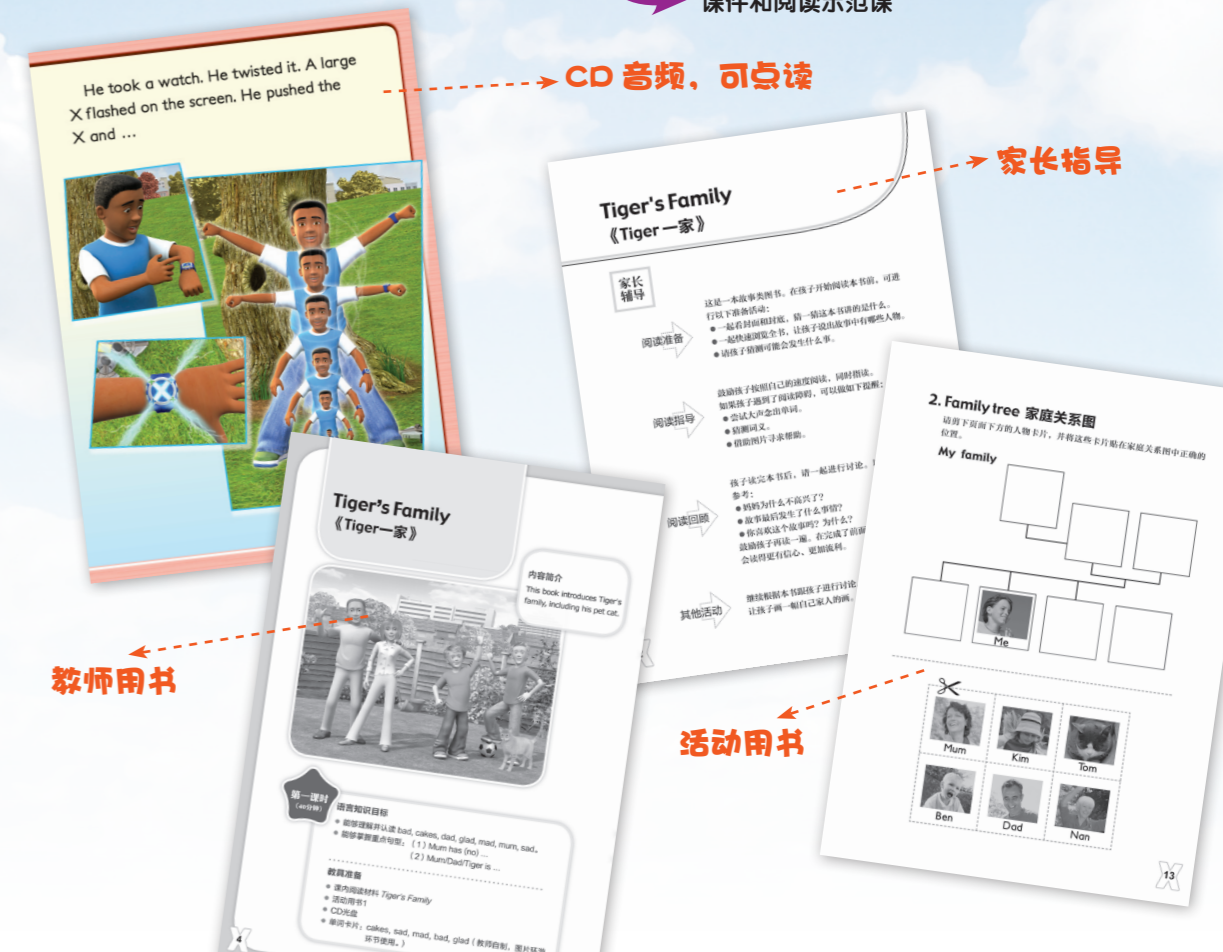 课件和阅读示范课
He took a watch. He twisted it. A large
X flashed on the screen. He pushed the
X and ...
CD 音频，可点读
家长指导
Tiger's Family
《Tiger 一家》
家长
辅导
阅读准备
这是一本故事类图书。在孩子开始阅读本书前，可进
行以下准备活动：
● 一起看封面和封底，猜一猜这本书讲的是什么。
● 一起快速浏览全书，让孩子说出故事中有哪些人物。
● 请孩子猜测可能会发生什么事。
阅读指导
鼓励孩子按照自己的速度阅读，同时指读。
如果孩子遇到了阅读障碍，可以做如下提醒：
● 尝试大声念出单词。
● 猜测词义。
● 借助图片寻求帮助。
阅读回顾
孩子读完本书后，请一起进行讨论。
参考：
● 妈妈为什么不高兴了？
● 故事最后发生了什么事情？
● 你喜欢这个故事吗？为什么？
鼓励孩子再读一遍。在完成了前面
会读得更有信心、更加流利。
其他活动
继续根据本书跟孩子进行讨论
让孩子画一幅自己家人的画。
2. Family tree 家庭关系图
请剪下页面下方的人物卡片，并将这些卡片贴在家庭关系图中正确的
位置。
My family
Me
Mum
Kim
Tom
Ben
Dad
Nan
13
活动用书
教师用书
Tiger's Family
《Tiger一家》
内容简介
This book introduces Tiger's
family, including his pet cat.
第一课时
（40分钟）
语言知识目标
● 能够理解并认读 bad, cakes, dad, glad, mad, mum, sad。
● 能够掌握重点句型：（1）Mum has (no) ...
（2）Mum/Dad/Tiger is ...
教具准备
● 课内阅读材料 Tiger's Family
● 活动用书1
● CD光盘
● 单词卡片：cakes, sad, mad, bad, glad（教师自制，图片环游
环节使用。）
4